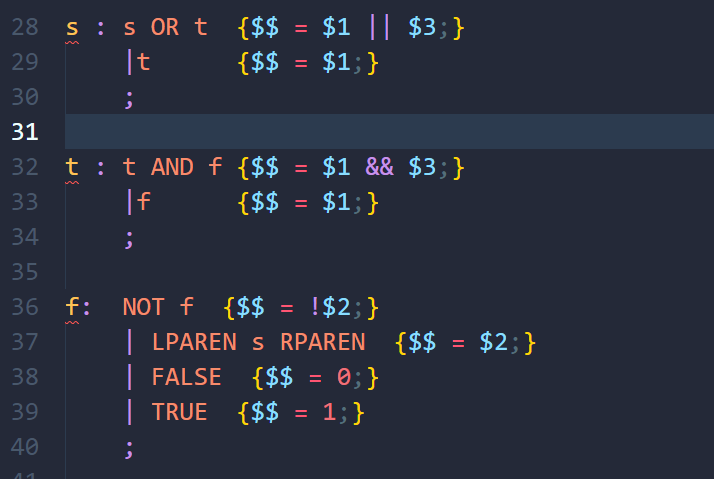 28 s : s OR t  {$$ = $1 || $3;}
29     |t      {$$ = $1;}
30     ;
31
32 t : t AND f {$$ = $1 && $3;}
33     |f      {$$ = $1;}
34     ;
35
36 f:  NOT f  {$$ = !$2;}
37     | LPAREN s RPAREN  {$$ = $2;}
38     | FALSE  {$$ = 0;}
39     | TRUE  {$$ = 1;}
40     ;